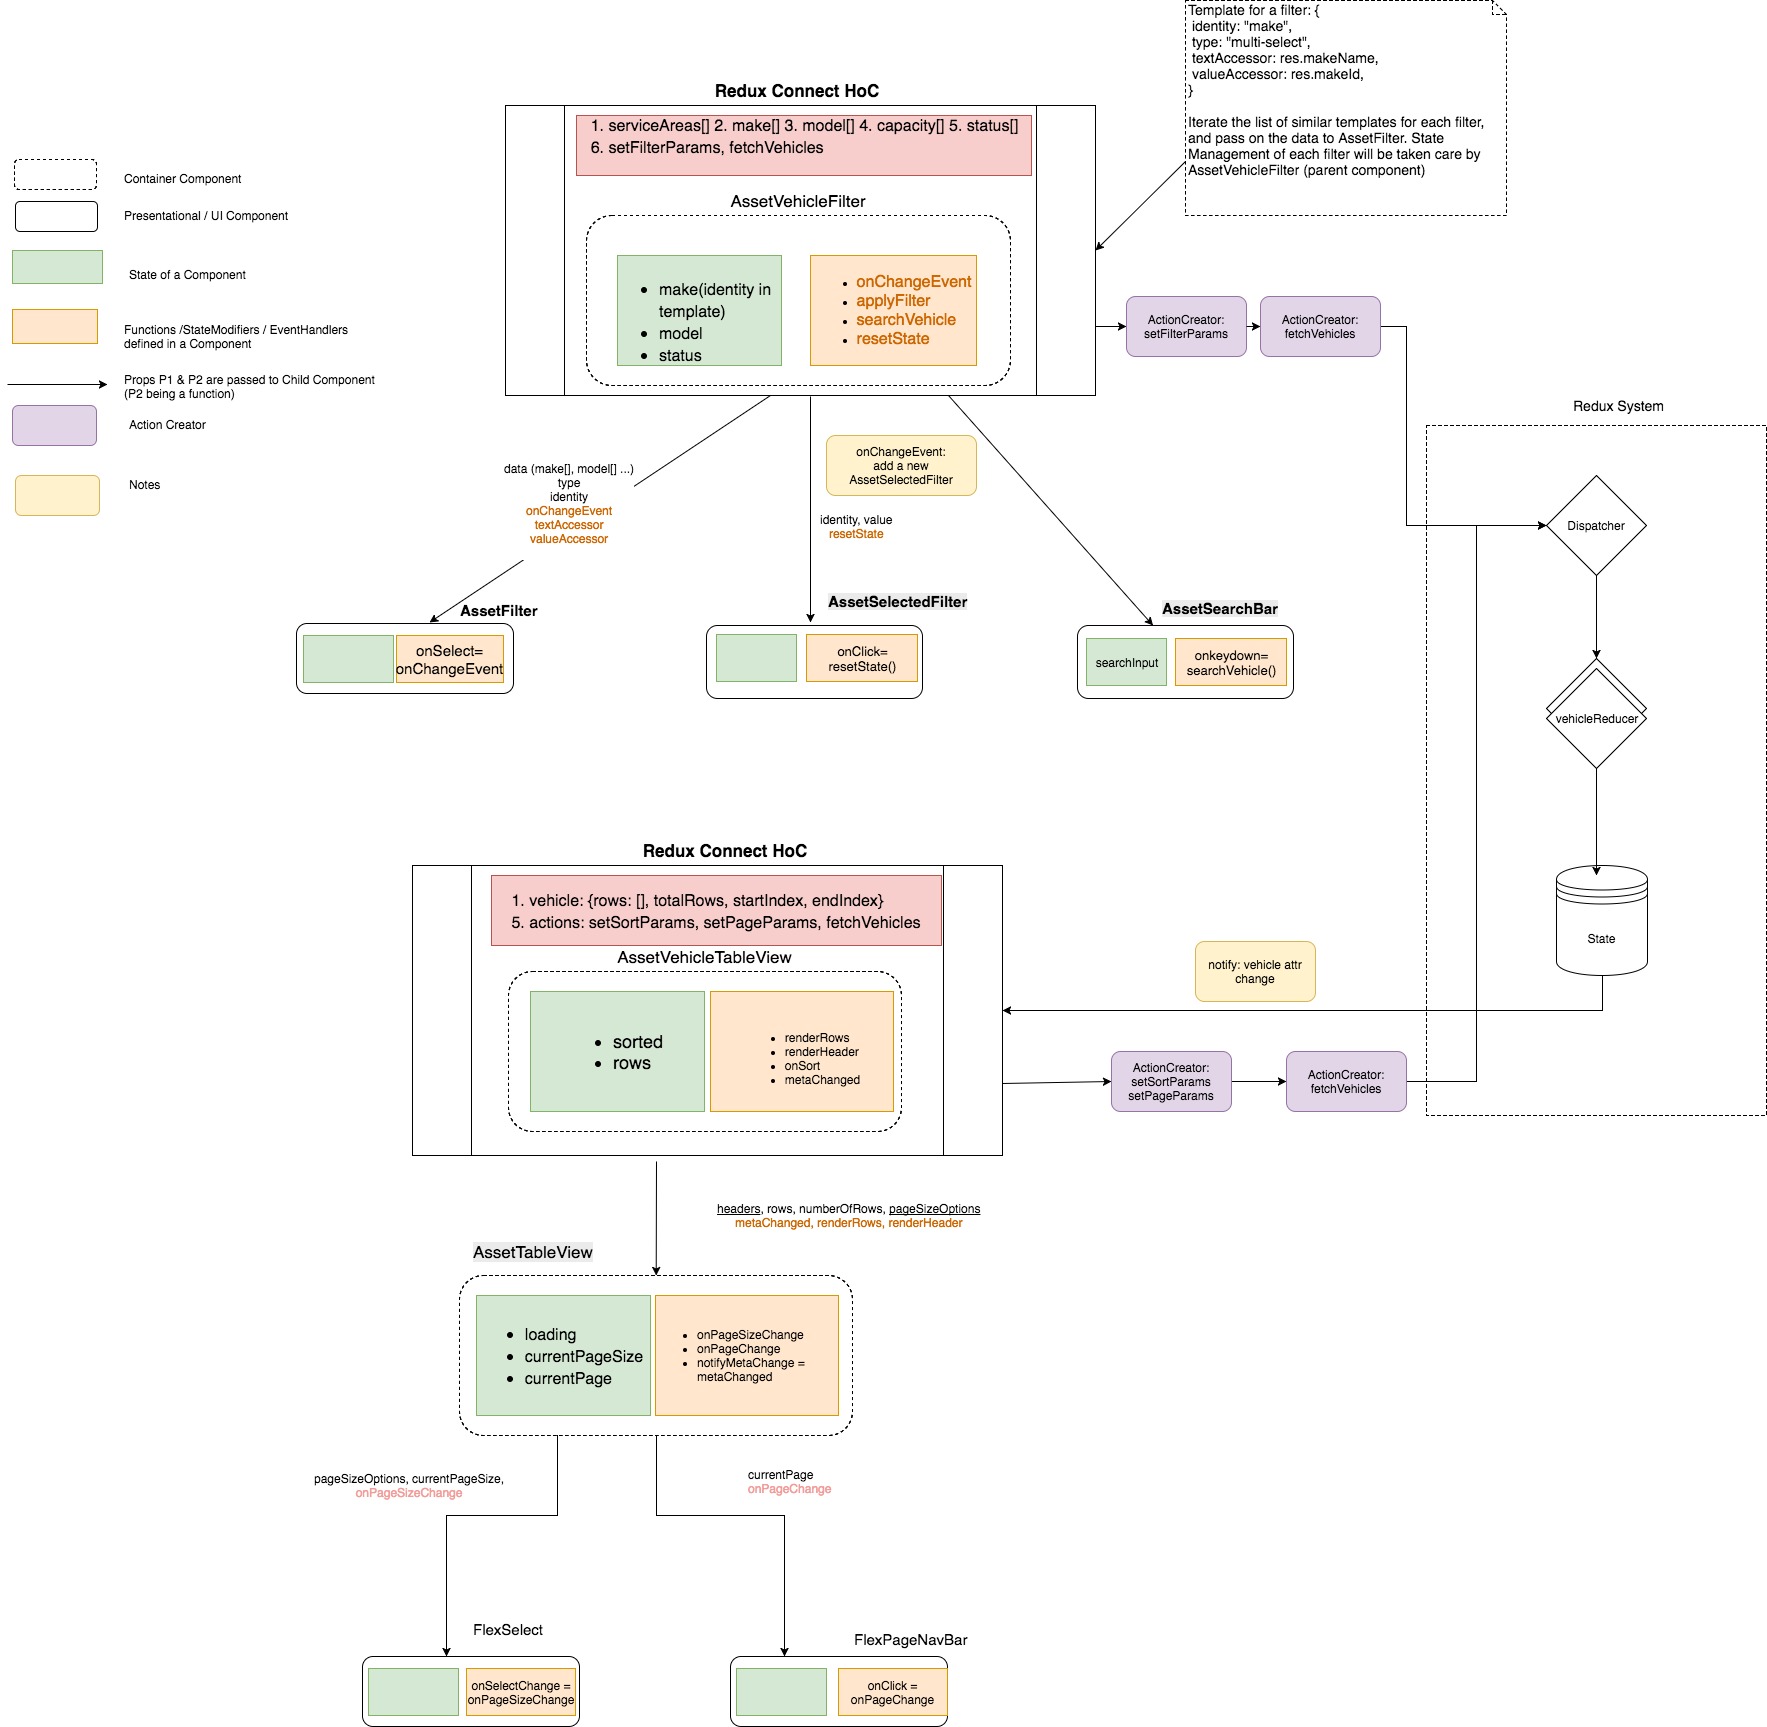 Template for a filter: {
identity: "make",
type: "multi-select",
textAccessor: res.makeName,
valueAccessor: res.makeId,
}
Iterate the list of similar templates for each filter,
and pass on the data to AssetFilter. State
Management of each filter will be taken care by
AssetVehicleFilter (parent component)
Container Component
Presentational / UI Component
State of a Component
Functions /StateModifiers / EventHandlers
defined in a Component
Props P1 & P2 are passed to Child Component
(P2 being a function)
Action Creator
Notes
Redux Connect HoC
1. serviceAreas[] 2. make[] 3. model[] 4. capacity[] 5. status[]
6. setFilterParams, fetchVehicles
AssetVehicleFilter
• make(identity in
template)
• model
• status
• onChangeEvent
• applyFilter
• searchVehicle
• resetState
ActionCreator:
setFilterParams
ActionCreator:
fetchVehicles
Redux System
Dispatcher
vehicleReducer
State
data (make[], model[] ...)
type
identity
onChangeEvent
textAccessor
valueAccessor
onChangeEvent:
add a new
AssetSelectedFilter
identity, value
resetState
AssetFilter
onSelect=
onChangeEvent
AssetSelectedFilter
onClick=
resetState()
AssetSearchBar
searchInput
onkeydown=
searchVehicle()
Redux Connect HoC
1. vehicle: {rows: [], totalRows, startIndex, endIndex}
5. actions: setSortParams, setPageParams, fetchVehicles
AssetVehicleTableView
• sorted
• rows
• renderRows
• renderHeader
• onSort
• metaChanged
notify: vehicle attr
change
ActionCreator:
setSortParams
setPageParams
ActionCreator:
fetchVehicles
headers, rows, numberOfRows, pageSizeOptions
metaChanged, renderRows, renderHeader
AssetTableView
• loading
• currentPageSize
• currentPage
• onPageSizeChange
• onPageChange
• notifyMetaChange =
metaChanged
pageSizeOptions, currentPageSize,
onPageSizeChange
currentPage
onPageChange
FlexSelect
onSelectChange =
onPageSizeChange
FlexPageNavBar
onClick =
onPageChange